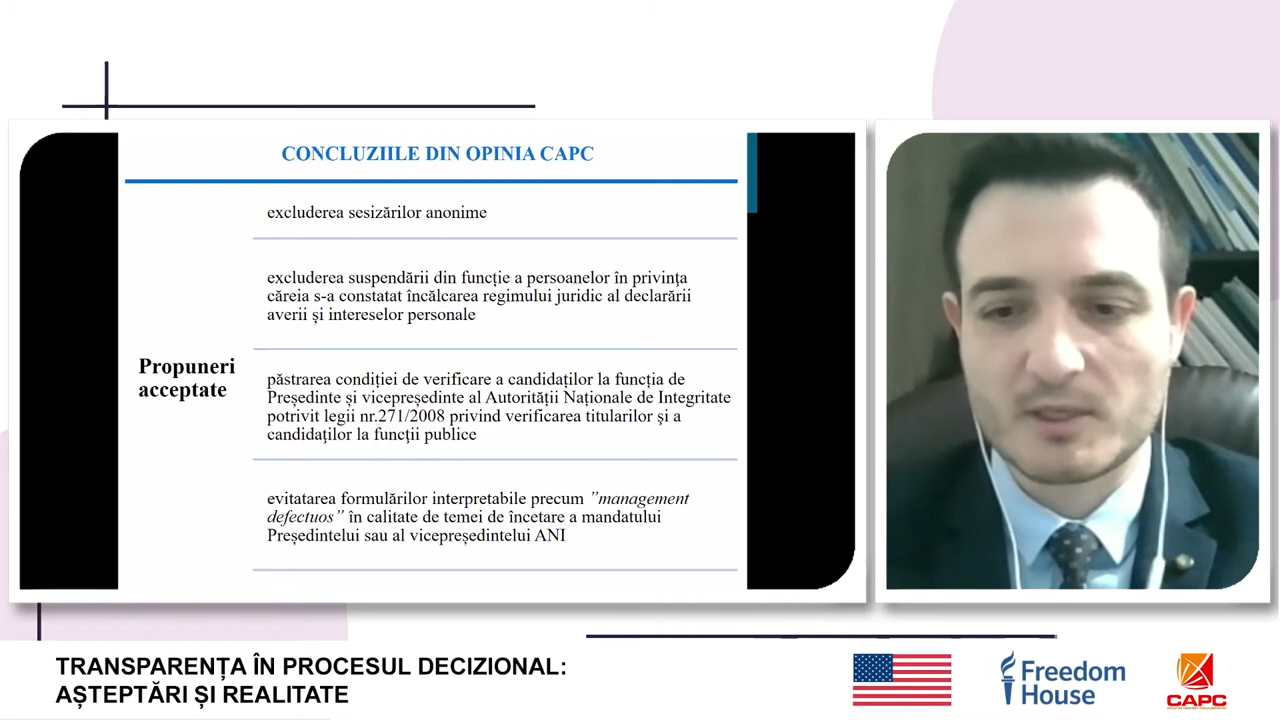 CONCLUZIILE DIN OPINIA CAPC
excluderea sesizărilor anonime
excluderea suspendării din funcție a persoanelor în privința
căreia s-a constatat încălcarea regimului juridic al declarării
averii și intereselor personale
Propuneri
acceptate
păstrarea condiției de verificare a candidaților la funcția de
Președinte și vicepreședinte al Autorității Naționale de Integritate
potrivit legii nr.271/2008 privind verificarea titularilor şi a
candidaţilor la funcţii publice
evitatarea formulărilor interpretabile precum ”management
defectuos” în calitate de temei de încetare a mandatului
Președintelui sau al vicepreședintelui ANI
TRANSPARENȚA ÎN PROCESUL DECIZIONAL:
AȘTEPTĂRI ȘI REALITATE
Freedom
House
CAPC